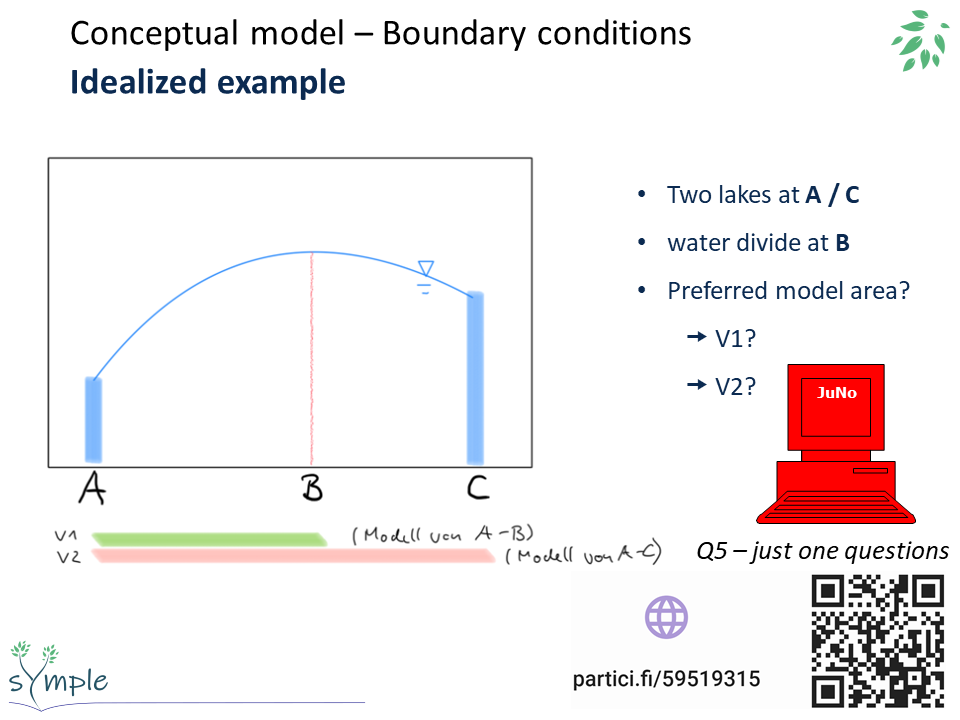 Conceptual model – Boundary conditions
Idealized example
• Two lakes at A / C
• water divide at B
• Preferred model area?
→ V1?
→ V2?
JuNo
A B C
V1 (Modell von A-B)
V2 (Modell von A-C)
Q5 – just one questions
partici.fi/59519315
sYmple